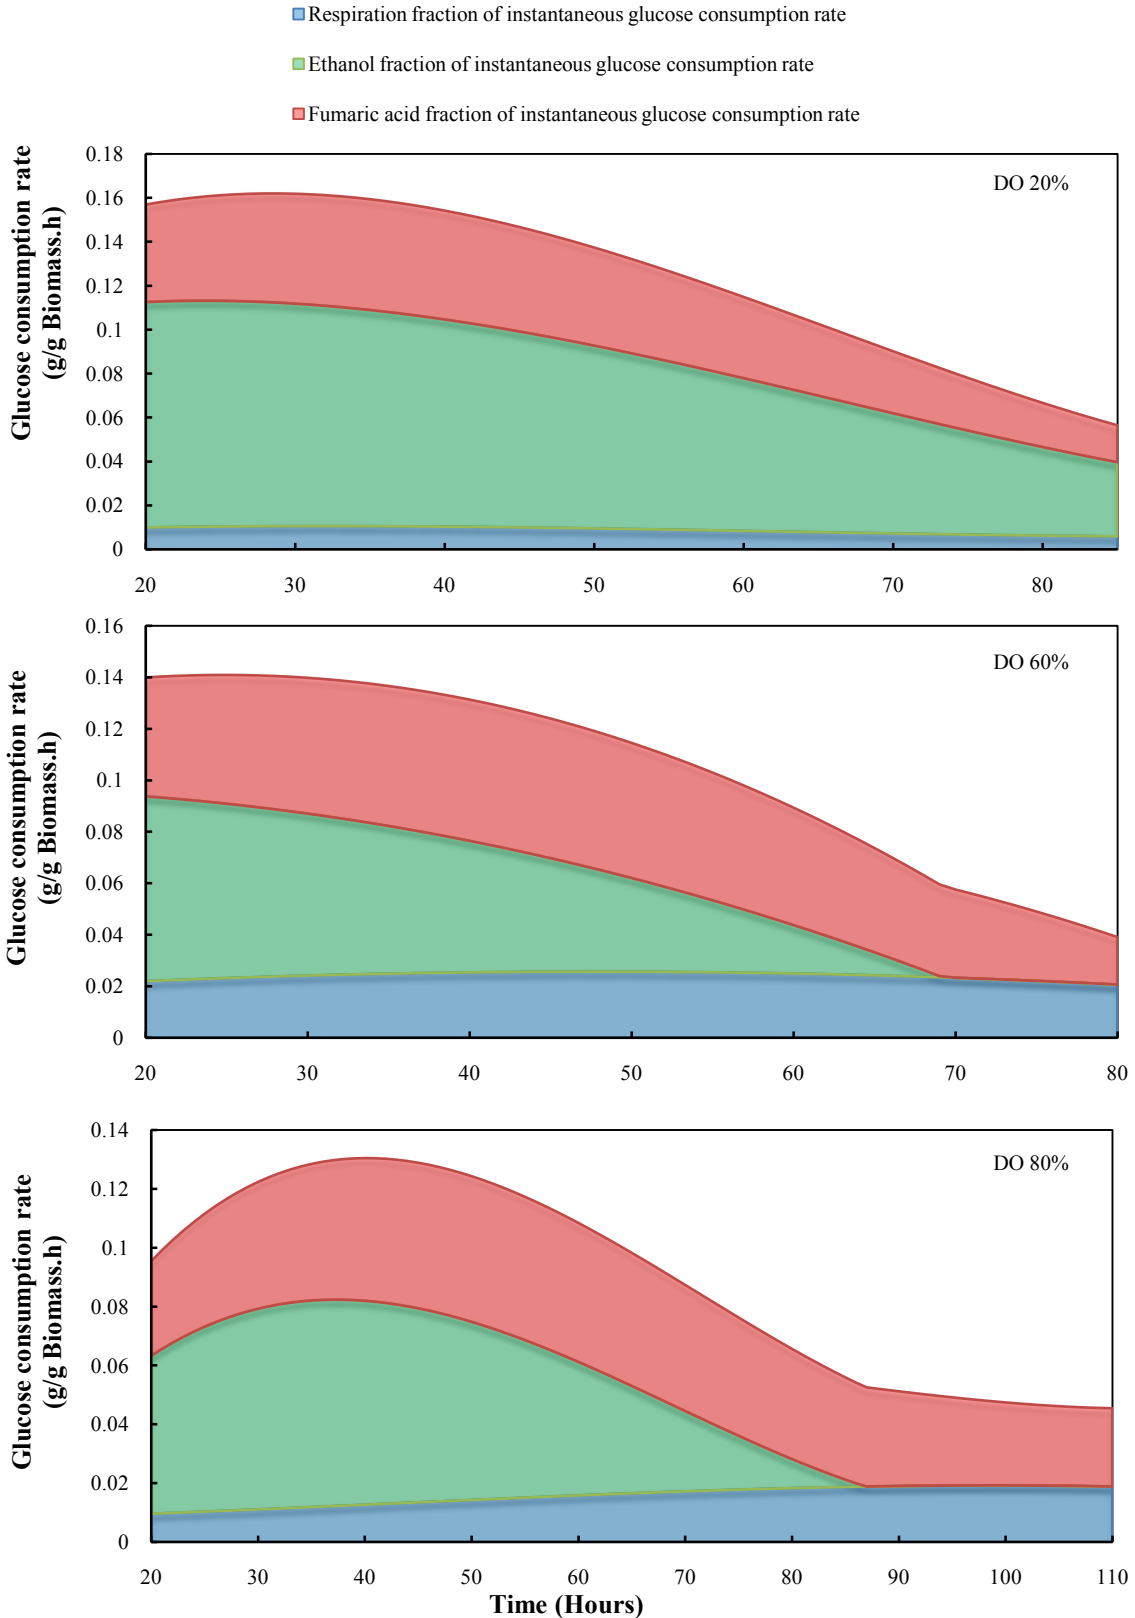 Respiration fraction of instantaneous glucose consumption rate
Ethanol fraction of instantaneous glucose consumption rate
Fumaric acid fraction of instantaneous glucose consumption rate
Glucose consumption rate
(g/g Biomass.h)
0.18
0.16
0.14
0.12
0.1
0.08
0.06
0.04
0.02
0
DO 20%
20 30 40 50 60 70 80
Glucose consumption rate
(g/g Biomass.h)
0.16
0.14
0.12
0.1
0.08
0.06
0.04
0.02
0
DO 60%
20 30 40 50 60 70 80
Glucose consumption rate
(g/g Biomass.h)
0.14
0.12
0.1
0.08
0.06
0.04
0.02
0
DO 80%
20 30 40 50 60 70 80 90 100 110
Time (Hours)